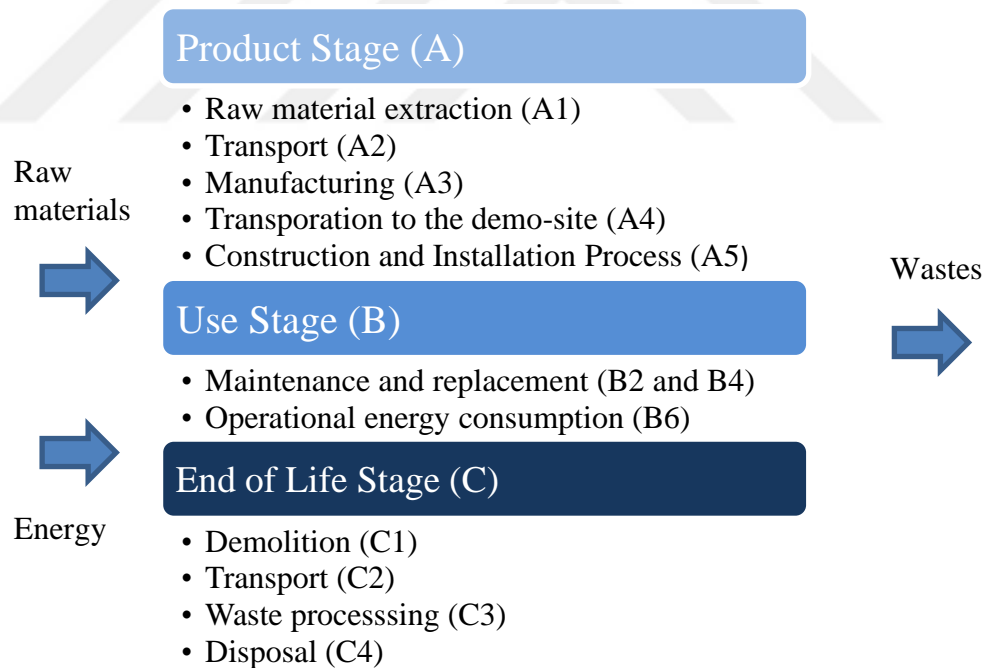 Product Stage (A)
• Raw material extraction (A1)
• Transport (A2)
• Manufacturing (A3)
• Transporation to the demo-site (A4)
• Construction and Installation Process (A5)
Raw
materials
Use Stage (B)
• Maintenance and replacement (B2 and B4)
• Operational energy consumption (B6)
Wastes
End of Life Stage (C)
• Demolition (C1)
• Transport (C2)
• Waste processsing (C3)
• Disposal (C4)
Energy